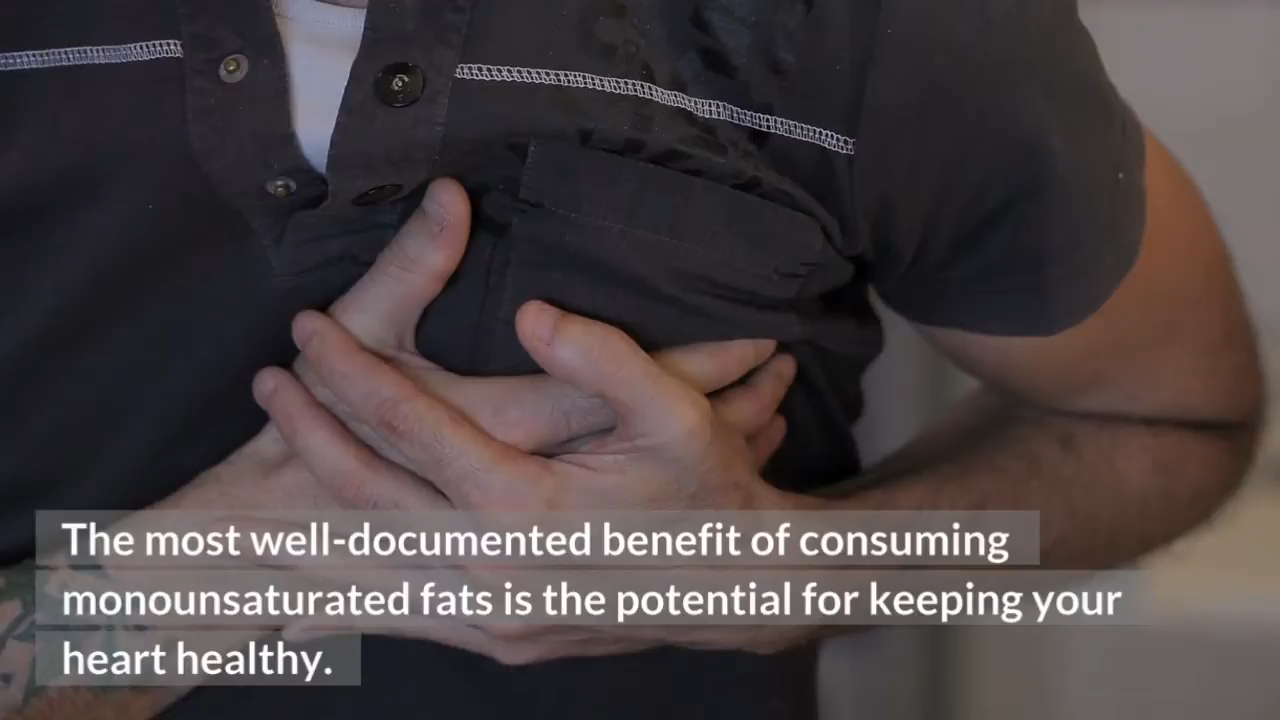 The most well-documented benefit of consuming
monounsaturated fats is the potential for keeping your
heart healthy.